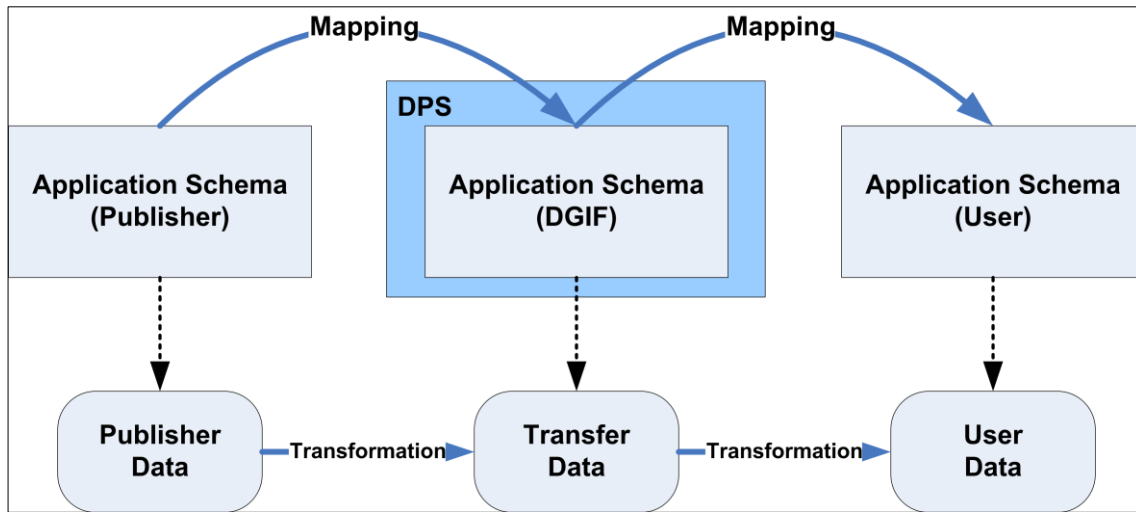 Mapping
Mapping
DPS
Application Schema
(Publisher)
Application Schema
(DGIF)
Application Schema
(User)
Publisher
Data
Transformation
Transfer
Data
Transformation
User
Data